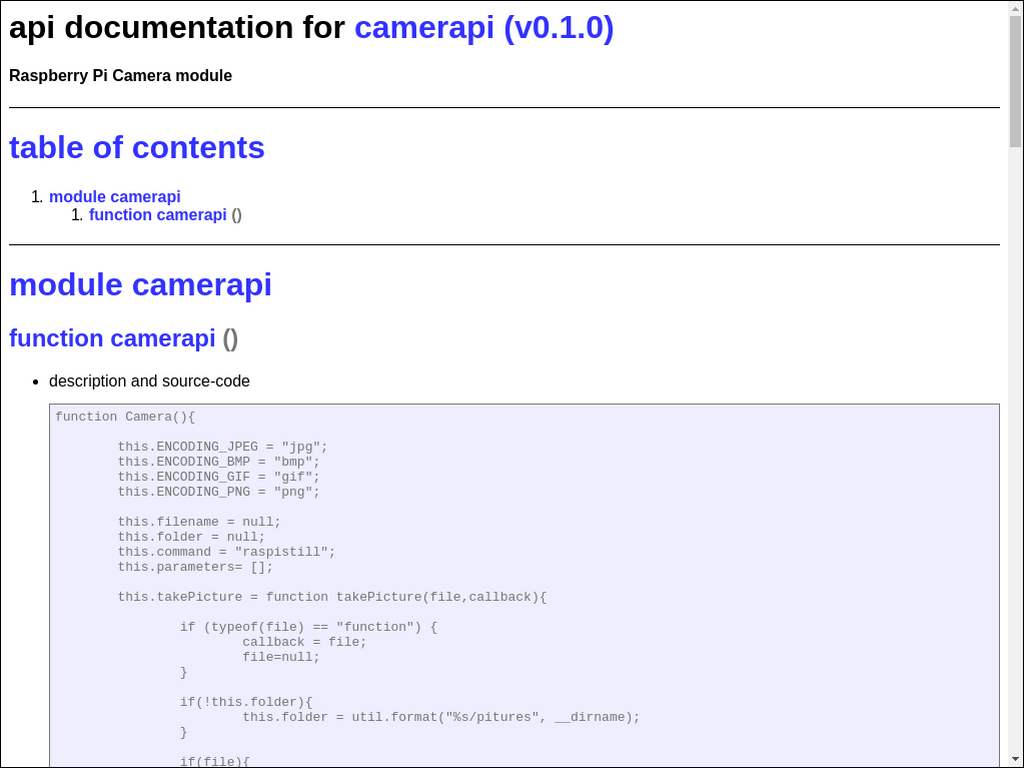 api documentation for camerapi (v0.1.0)
Raspberry Pi Camera module
table of contents
1. module camerapi
1. function camerapi ()
module camerapi
function camerapi ()
• description and source-code
function Camera(){
this.ENCODING_JPEG = "jpg";
this.ENCODING_BMP = "bmp";
this.ENCODING_GIF = "gif";
this.ENCODING_PNG = "png";
this.filename = null;
this.folder = null;
this.command = "raspistill";
this.parameters= [];
this.takePicture = function takePicture(file,callback){
if (typeof(file) == "function") {
callback = file;
file=null;
}
if(!this.folder){
this.folder = util.format("%s/pitures", __dirname);
}
if(file){